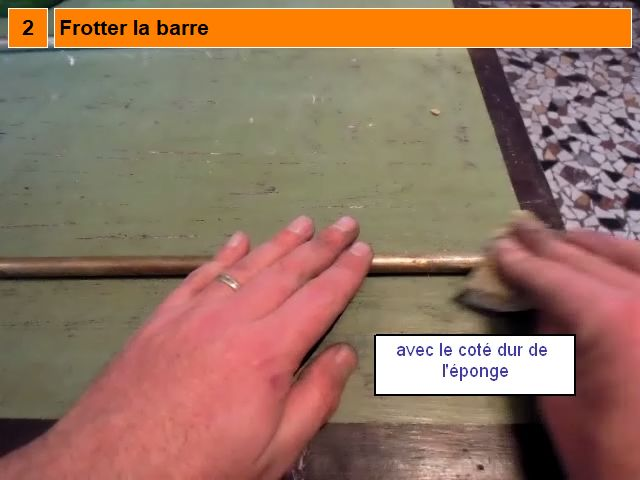 2 Frotter la barre
avec le coté dur de
l'éponge